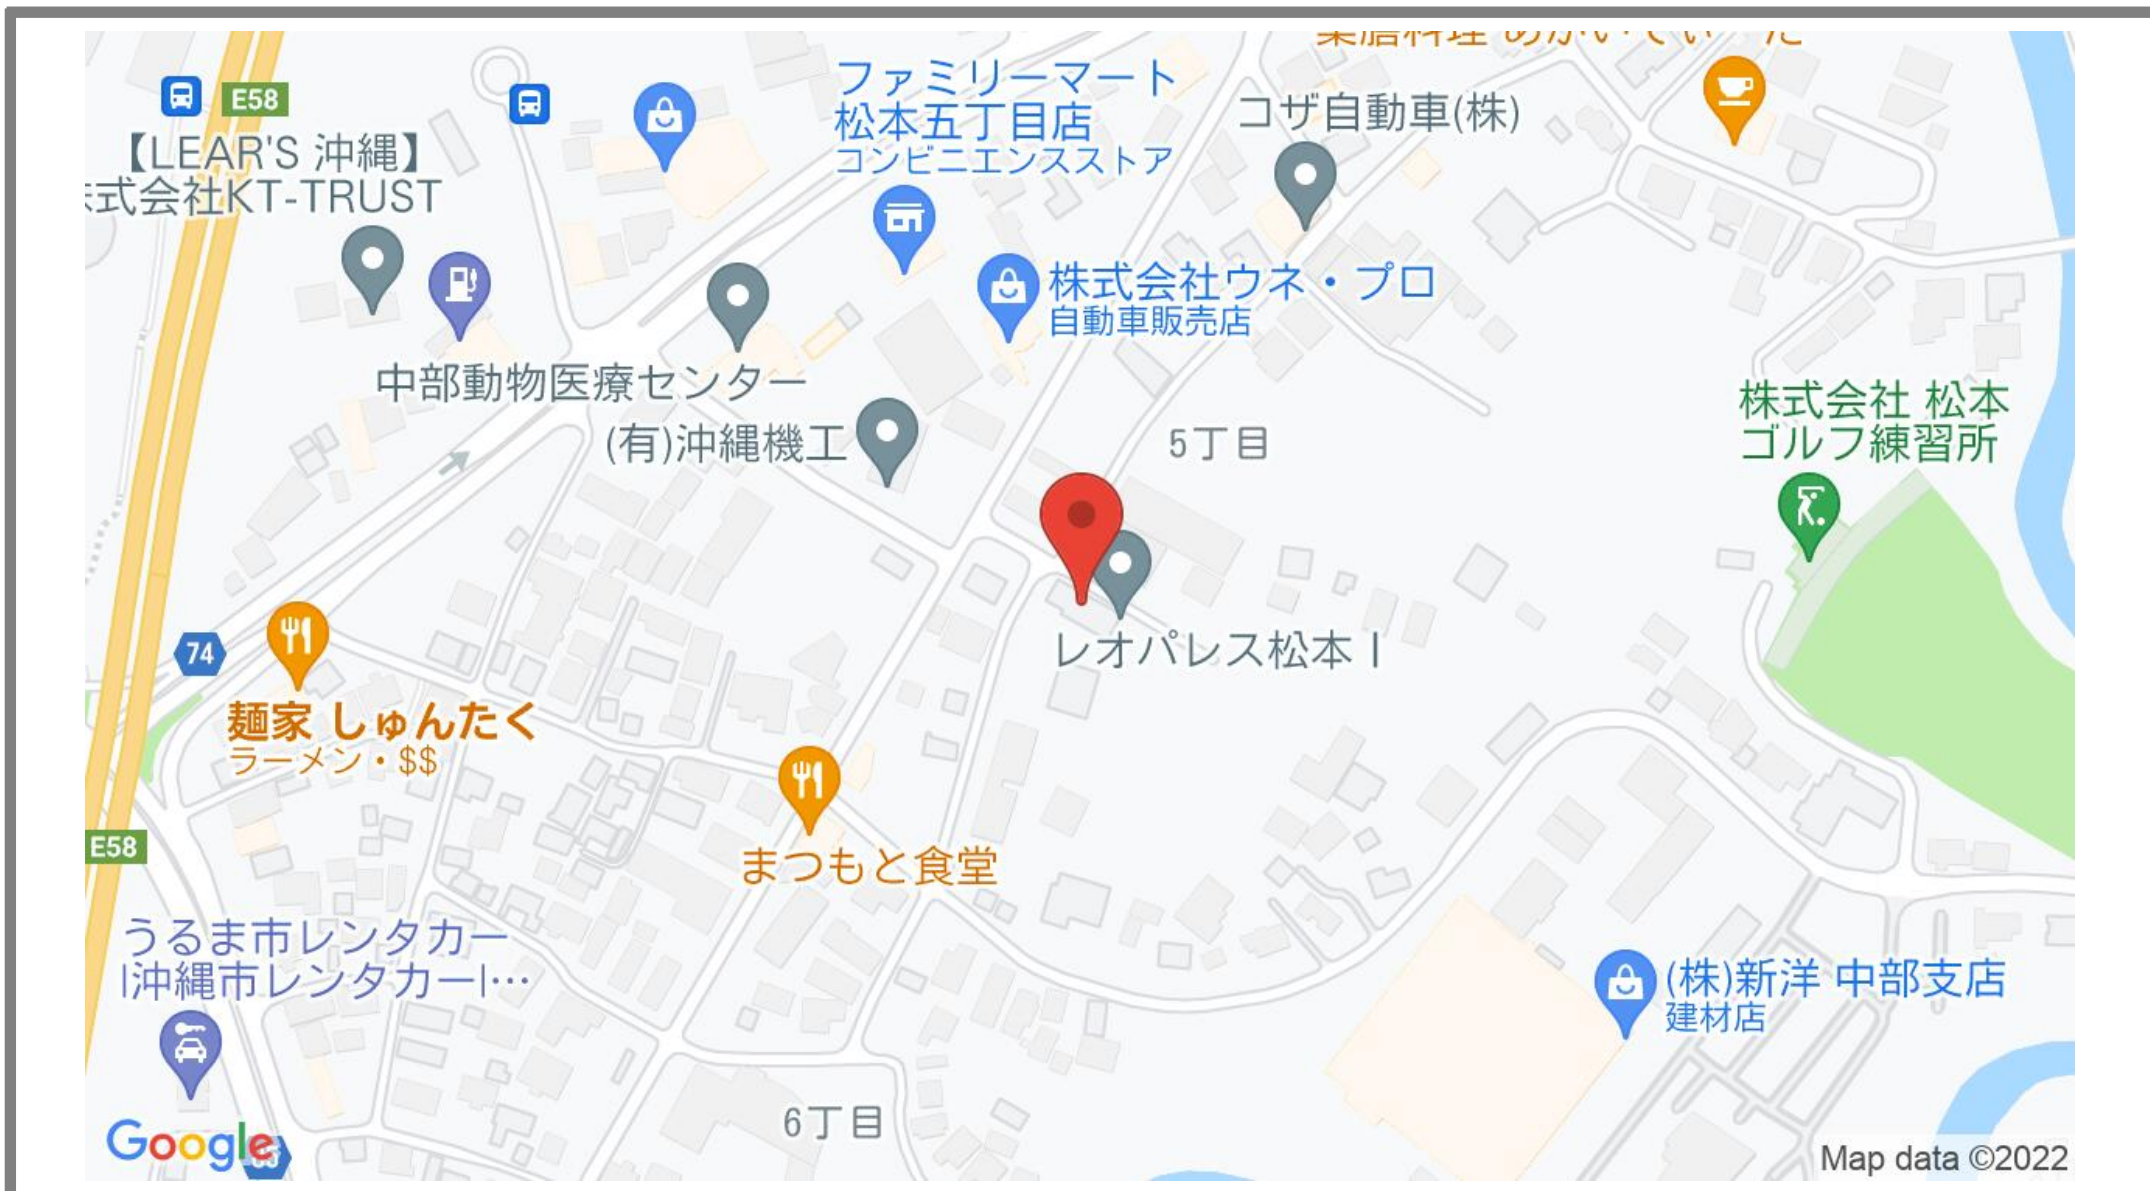 E58
【LEAR'S 沖縄】
式会社KT-TRUST
ファミリーマート
松本五丁目店
コンビニエンスストア
コザ自動車(株)
株式会社ウネ・プロ
自動車販売店
中部動物医療センター
(有)沖縄機工
5丁目
株式会社 松本
ゴルフ練習所
レオパレス松本Ⅰ
74
麺家 しゅんたく
ラーメン・$$
E58
まつもと食堂
うるま市レンタカー
|沖縄市レンタカー|…
(株)新洋 中部支店
建材店
6丁目
Google
Map data ©2022